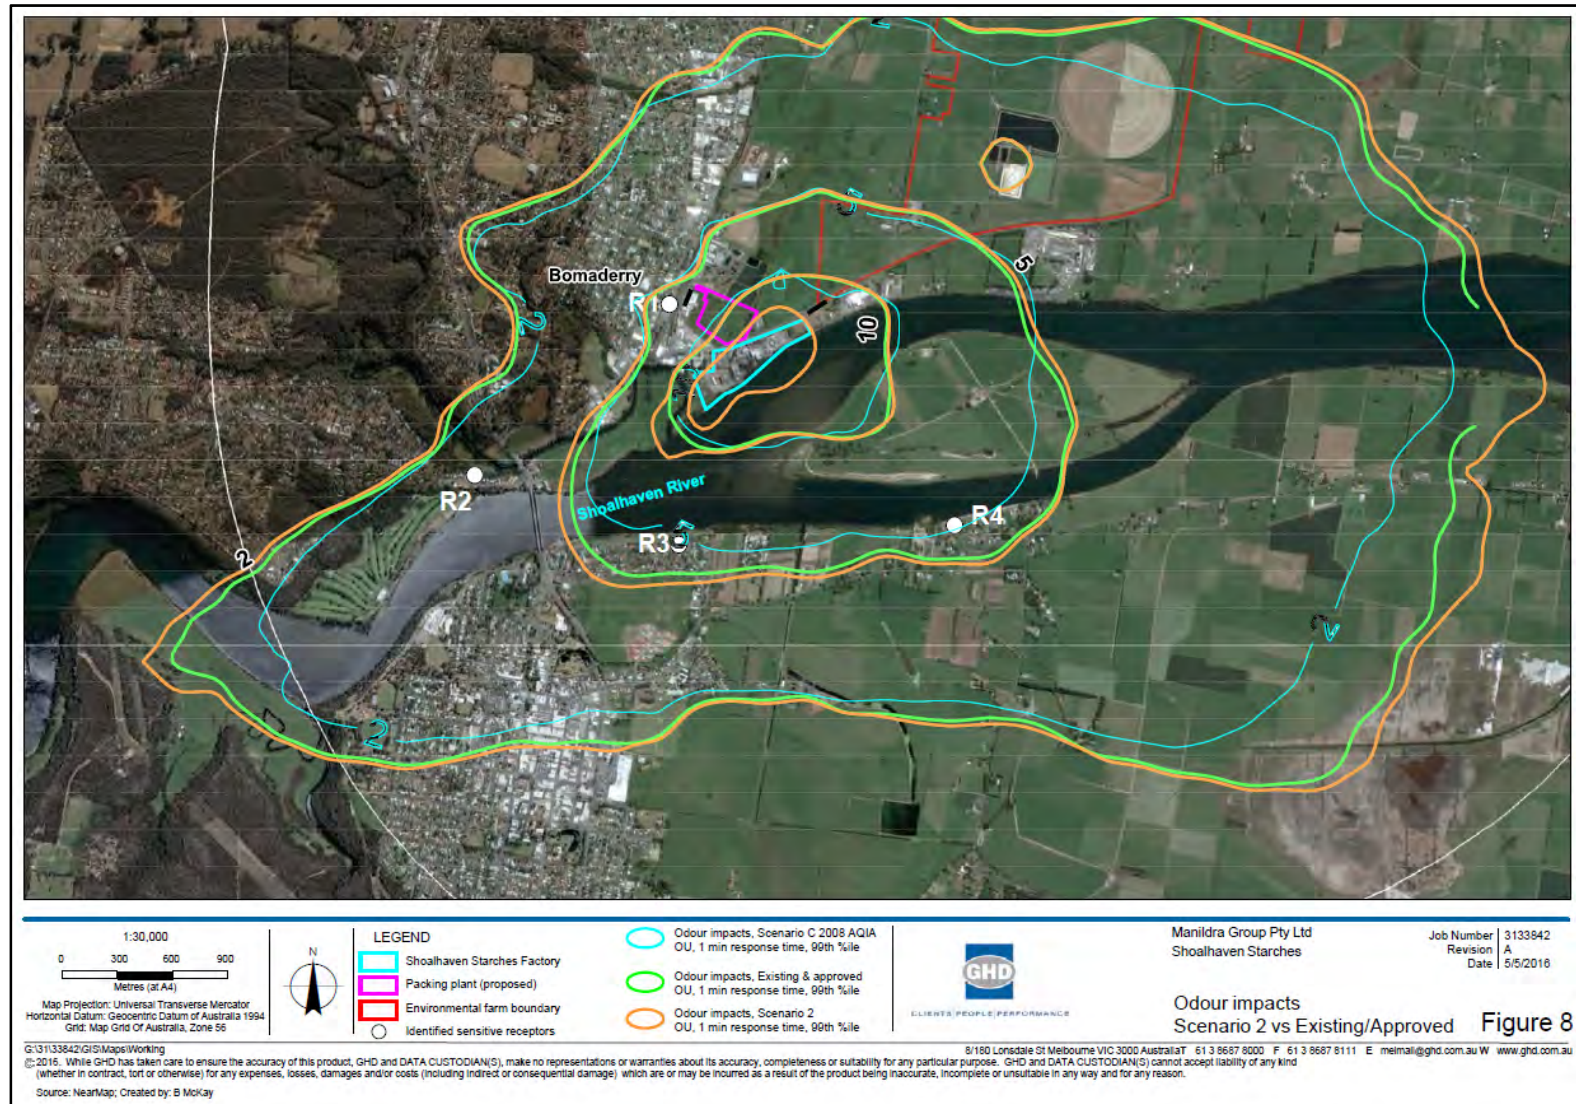 2
5
5
Bomaderry
R1
10
R2
Shoalhaven River
R3
5
R4
2
2
2
2
1:30,000
0 300 600 900
Metres (at A4)
Map Projection: Universal Transverse Mercator
Horizontal Datum: Geocentric Datum of Australia 1994
Grid: Map Grid Of Australia, Zone 56
N
LEGEND
Shoalhaven Starches Factory
Packing plant (proposed)
Environmental farm boundary
Identified sensitive receptors
Odour impacts, Scenario C 2008 AQIA
OU, 1 min response time, 99th %ile
Odour impacts, Existing & approved
OU, 1 min response time, 99th %ile
Odour impacts, Scenario 2
OU, 1 min response time, 99th %ile
GHD
CLIENTS PEOPLE PERFORMANCE
Manildra Group Pty Ltd
Shoalhaven Starches
Job Number 3133842
Revision A
Date 5/5/2016
Odour impacts
Scenario 2 vs Existing/Approved
Figure 8
G:\31\33842\GIS\Maps\Working
8/180 Lonsdale St Melbourne VIC 3000 Australia T 61 3 8687 8000 F 61 3 8687 8111 E melmail@ghd.com.au W www.ghd.com.au
© 2016. While GHD has taken care to ensure the accuracy of this product, GHD and DATA CUSTODIAN(S), make no representations or warranties about its accuracy, completeness or suitability for any particular purpose. GHD and DATA CUSTODIAN(S) cannot accept liability of any kind
(whether in contract, tort or otherwise) for any expenses, losses, damages and/or costs (including indirect or consequential damage) which are or may be incurred as a result of the product being inaccurate, incomplete or unsuitable in any way and for any reason.
Source: NearMap; Created by: B McKay